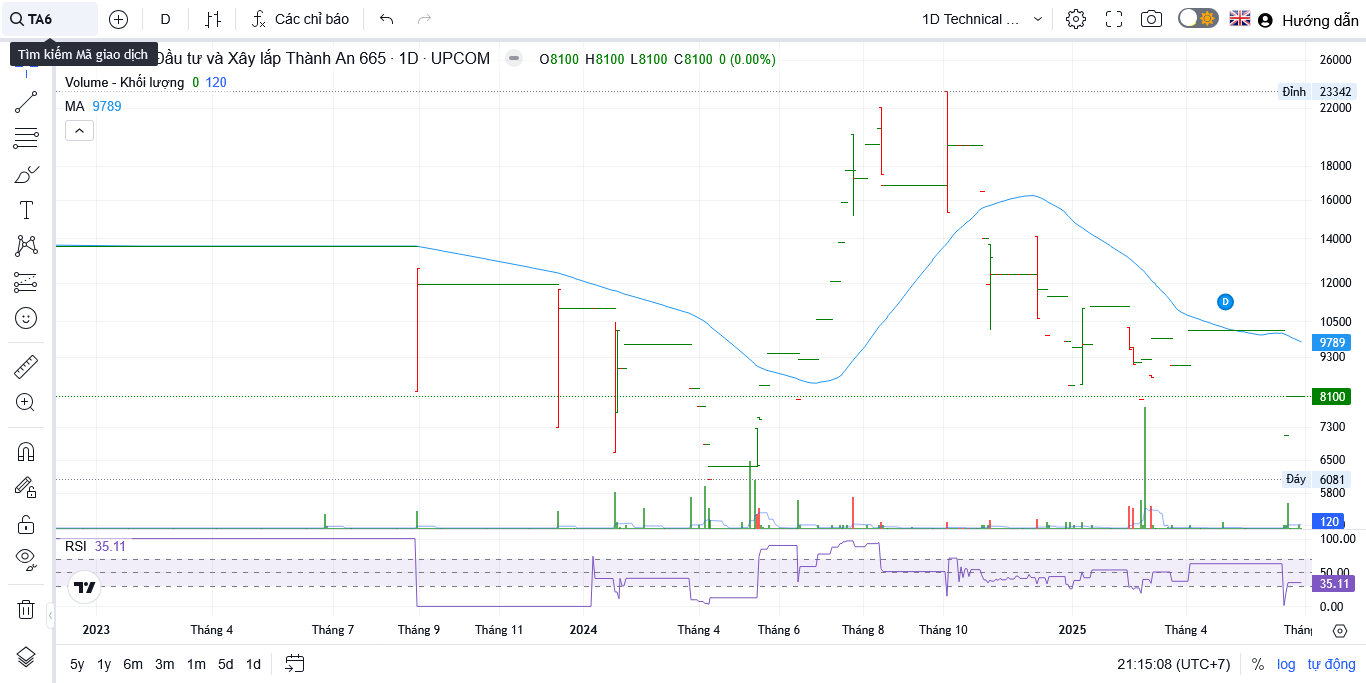 TA6
D
Các chỉ báo
1D Technical ...
Hướng dẫn
Tìm kiếm Mã giao dịch
Đầu tư và Xây lắp Thành An 665 · 1D · UPCOM
O8100 H8100 L8100 C8100 0 (0.00%)
Volume - Khối lượng 0 120
MA 9789
26000
Đỉnh 23342
22000
18000
16000
14000
12000
D
10500
9789
9300
8100
7300
6500
Đáy 6081
5800
120
RSI 35.11
100.00
50.00
35.11
0.00
2023 Tháng 4 Tháng 7 Tháng 9 Tháng 11 2024 Tháng 4 Tháng 6 Tháng 8 Tháng 10 2025 Tháng 4 Thán
5y 1y 6m 3m 1m 5d 1d
21:15:08 (UTC+7) % log tự động